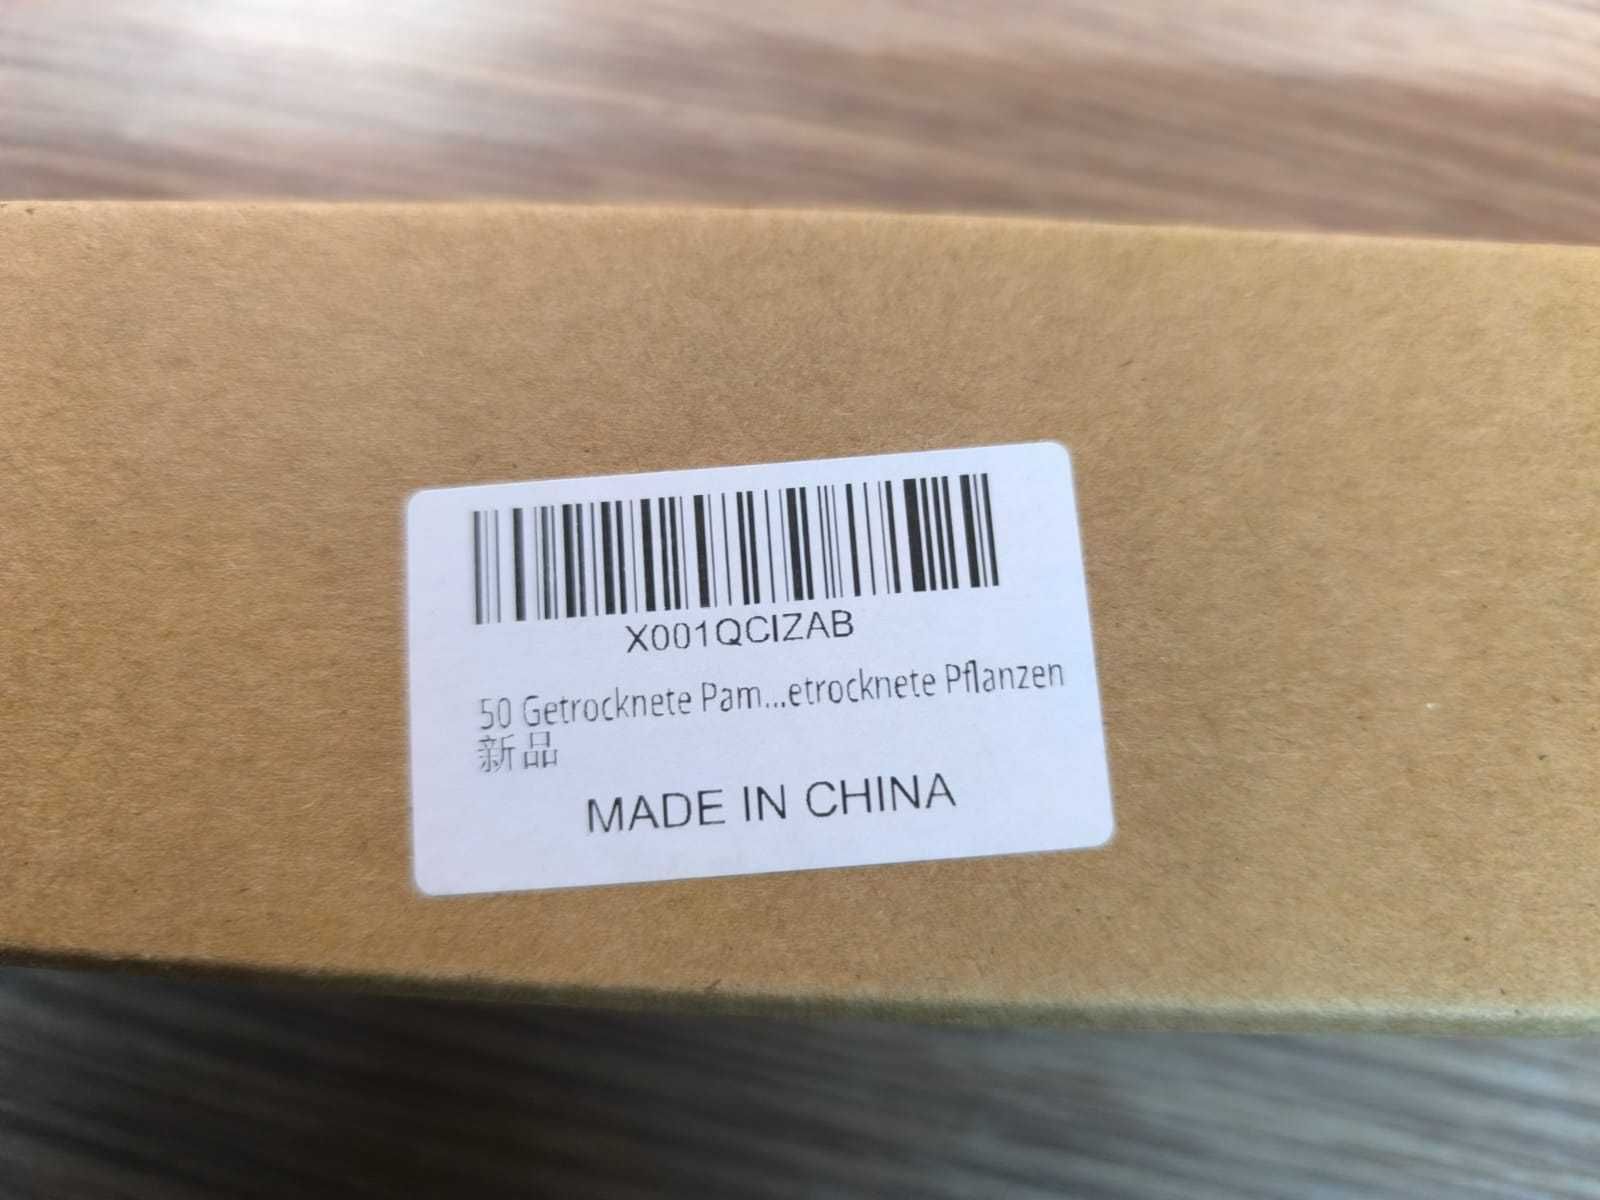 X001QCIZAB
50 Getrocknete Pam...etrocknete Pflanzen
新品
MADE IN CHINA